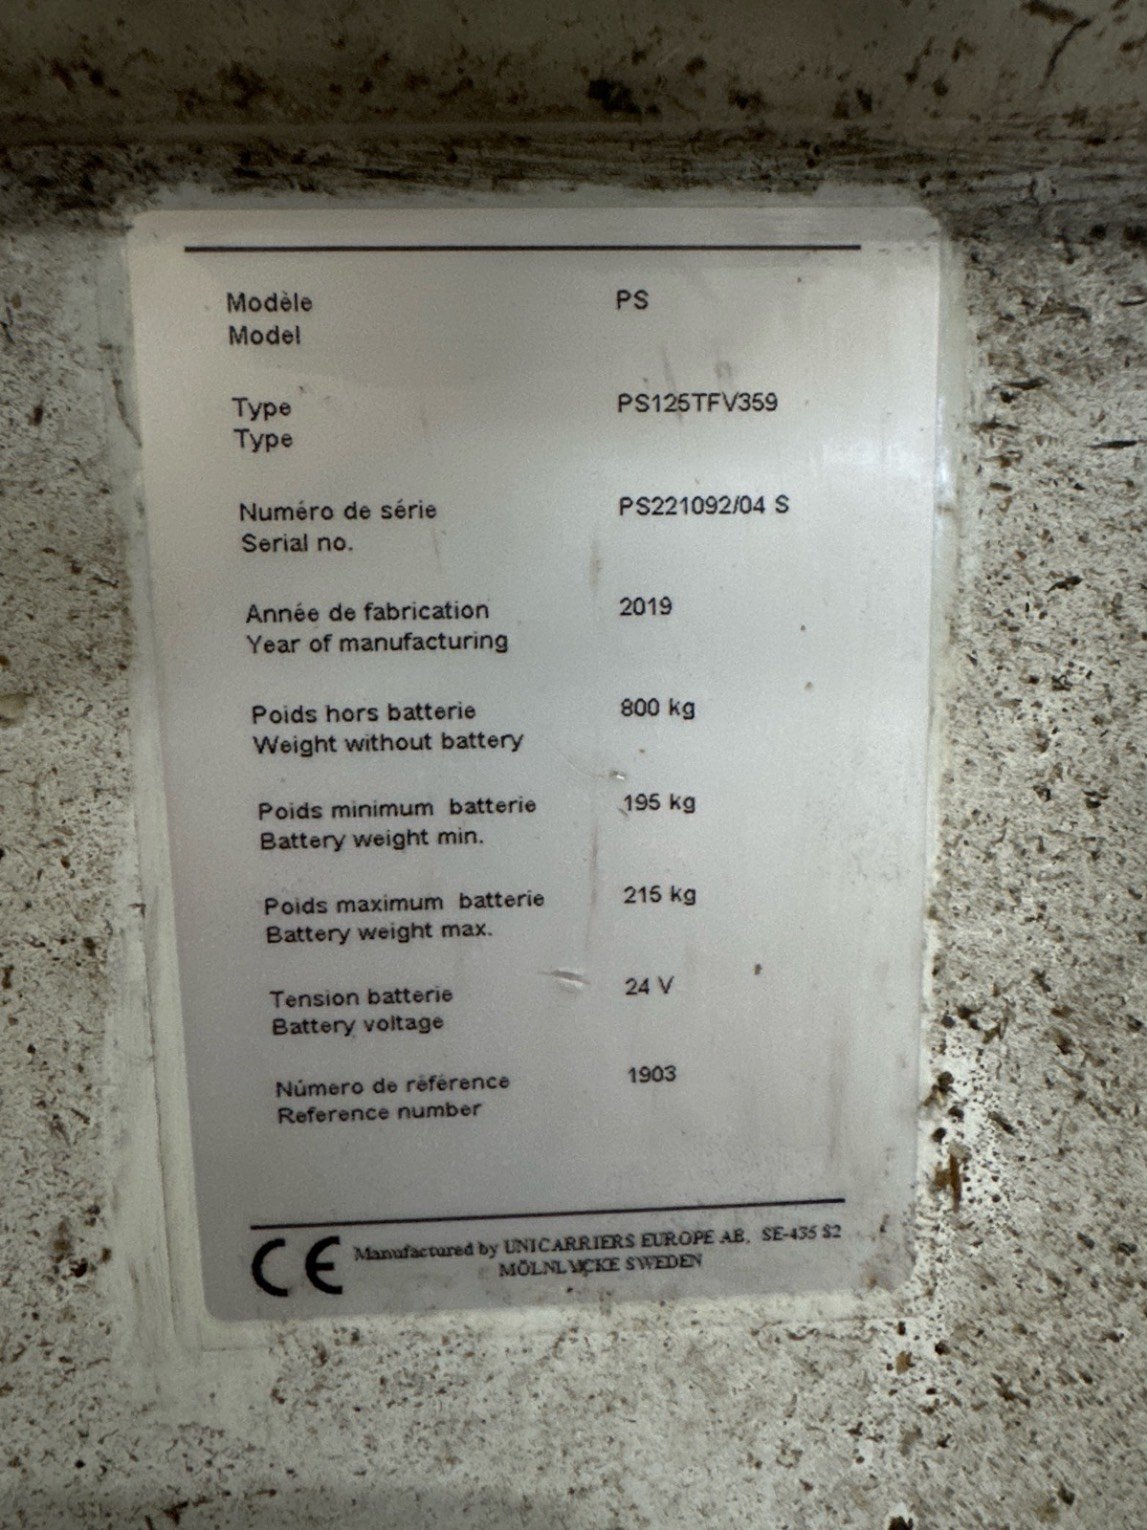 Modèle PS
Model
Type PS125TFV359
Type
Numéro de série PS221092/04 S
Serial no.
Année de fabrication 2019
Year of manufacturing
Poids hors batterie 800 kg
Weight without battery
Poids minimum batterie 195 kg
Battery weight min.
Poids maximum batterie 215 kg
Battery weight max.
Tension batterie 24 V
Battery voltage
Número de référence 1903
Reference number
CE Manufactured by UNICARRIERS EUROPE AB, SE-435 82
MÖLNLYCKE SWEDEN